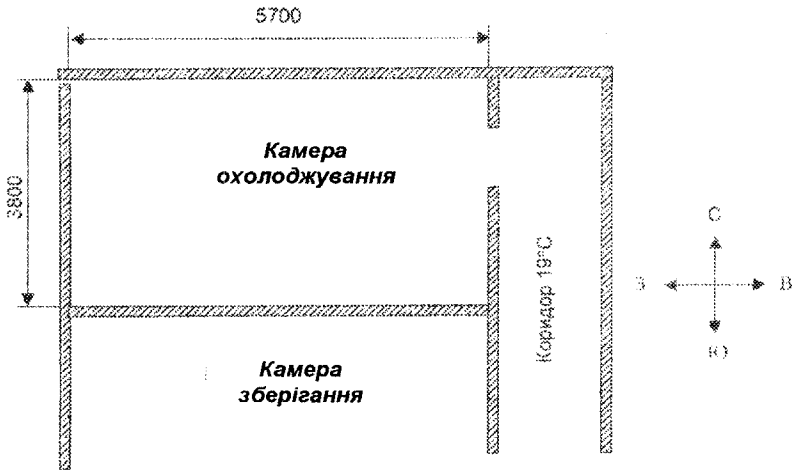 5700
Камера
охолоджування
3800
Коридор 19°С
С
З
В
Ю
Камера
зберігання